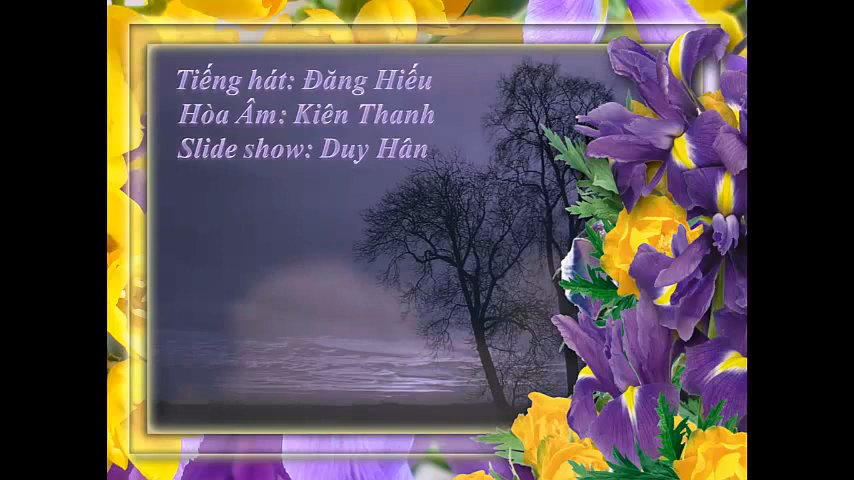 Tiếng hát: Đăng Hiếu
Hòa Âm: Kiên Thanh
Slide show: Duy Hân